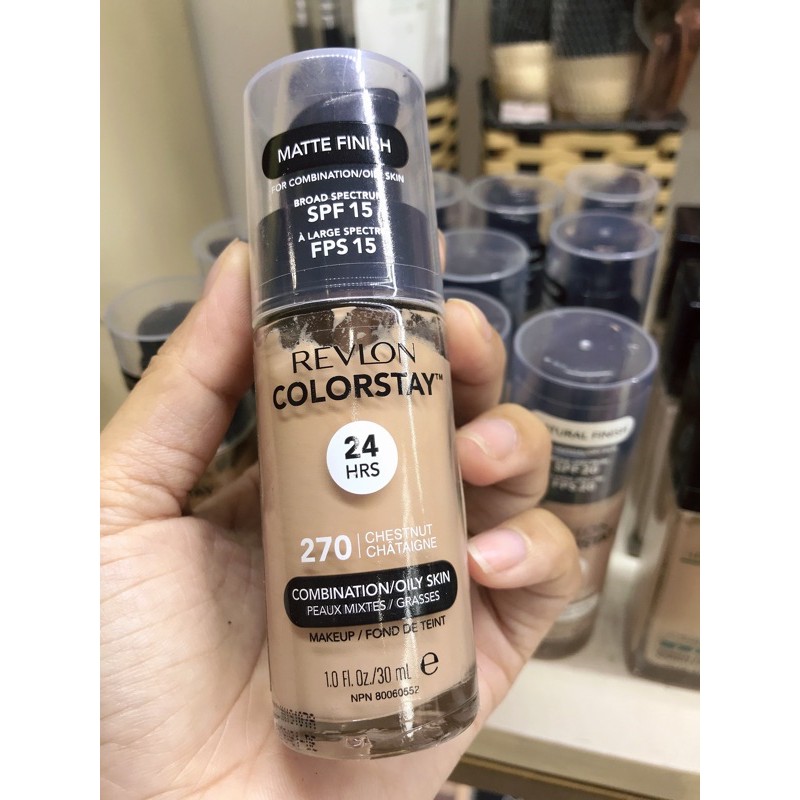 MATTE FINISH
FOR COMBINATION/OILY SKIN
BROAD SPECTRUM
SPF 15
À LARGE SPECTRE
FPS 15
REVLON
COLORSTAY™
24
HRS
270 | CHESTNUT
CHÂTAIGNE
COMBINATION/OILY SKIN
PEAUX MIXTES / GRASSES
MAKEUP / FOND DE TEINT
1.0 Fl. Oz./30 mL e
NPN 80060552
NATURAL FINISH
SPF20
FPS20